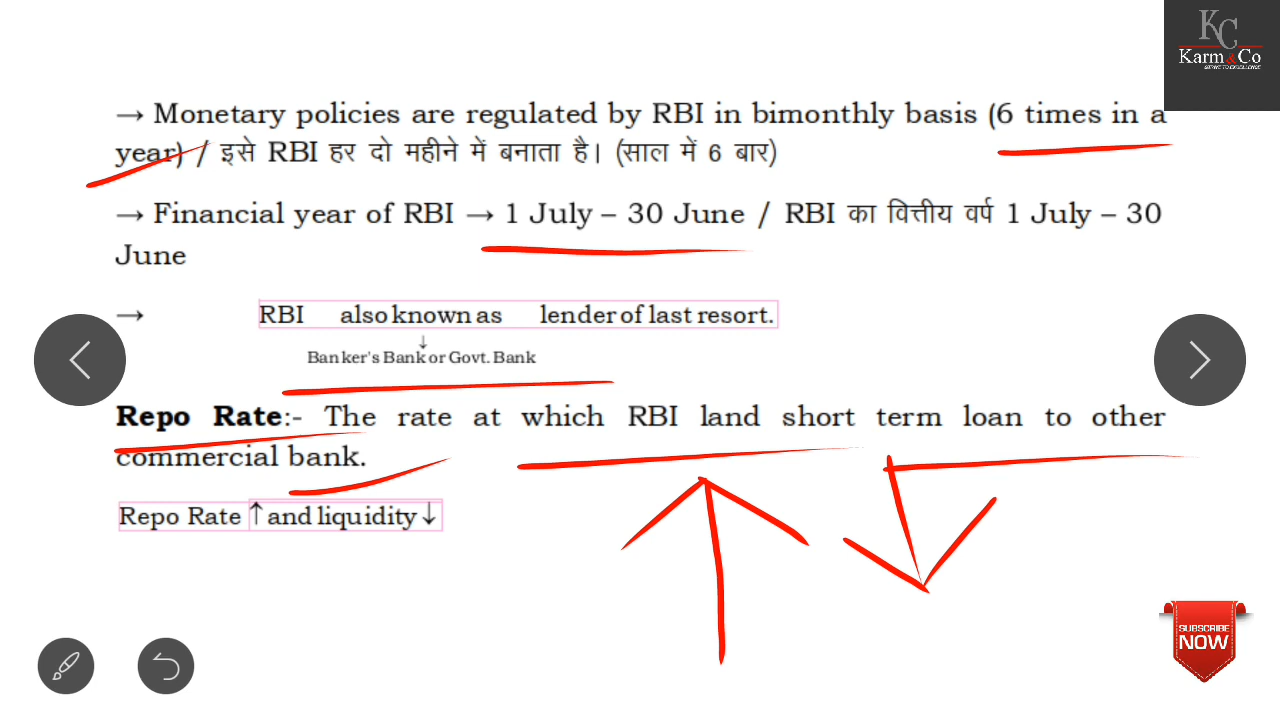 KC
Karm&Co
→ Monetary policies are regulated by RBI in bimonthly basis (6 times in a
year) / इसे RBI हर दो महीने में बनाता है। (साल में 6 बार)
→ Financial year of RBI → 1 July – 30 June / RBI का वित्तीय वर्ष 1 July – 30
June
→ RBI also known as lender of last resort.
↓
Banker's Bank or Govt. Bank
Repo Rate:- The rate at which RBI land short term loan to other
commercial bank.
Repo Rate ↑ and liquidity ↓
SUBSCRIBE
NOW